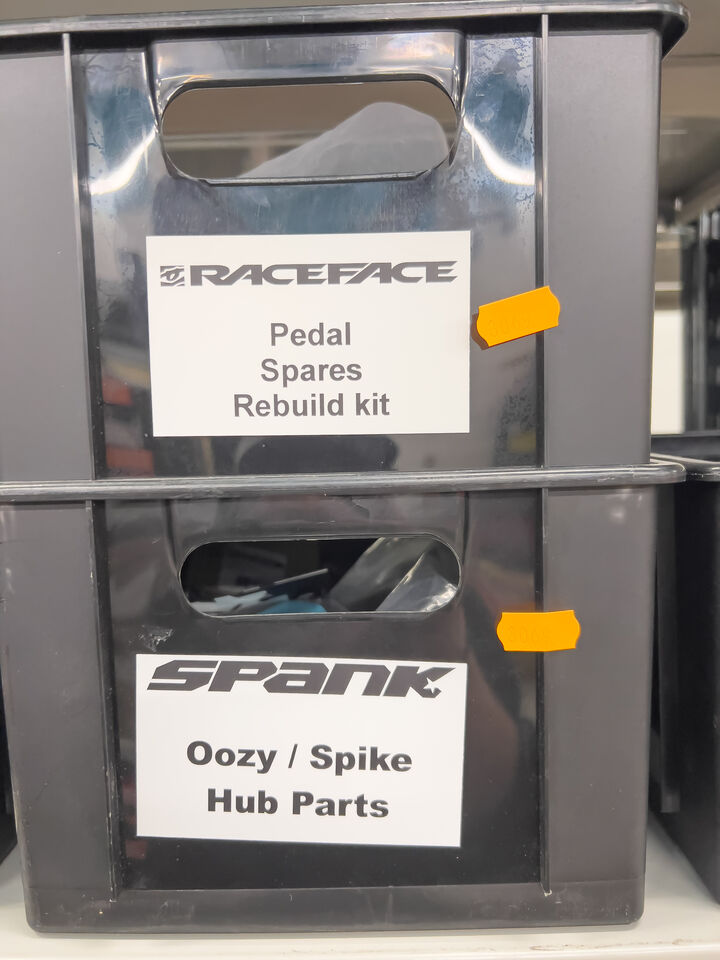 RACEFACE
Pedal
Spares
Rebuild kit
SPANK
Oozy / Spike
Hub Parts